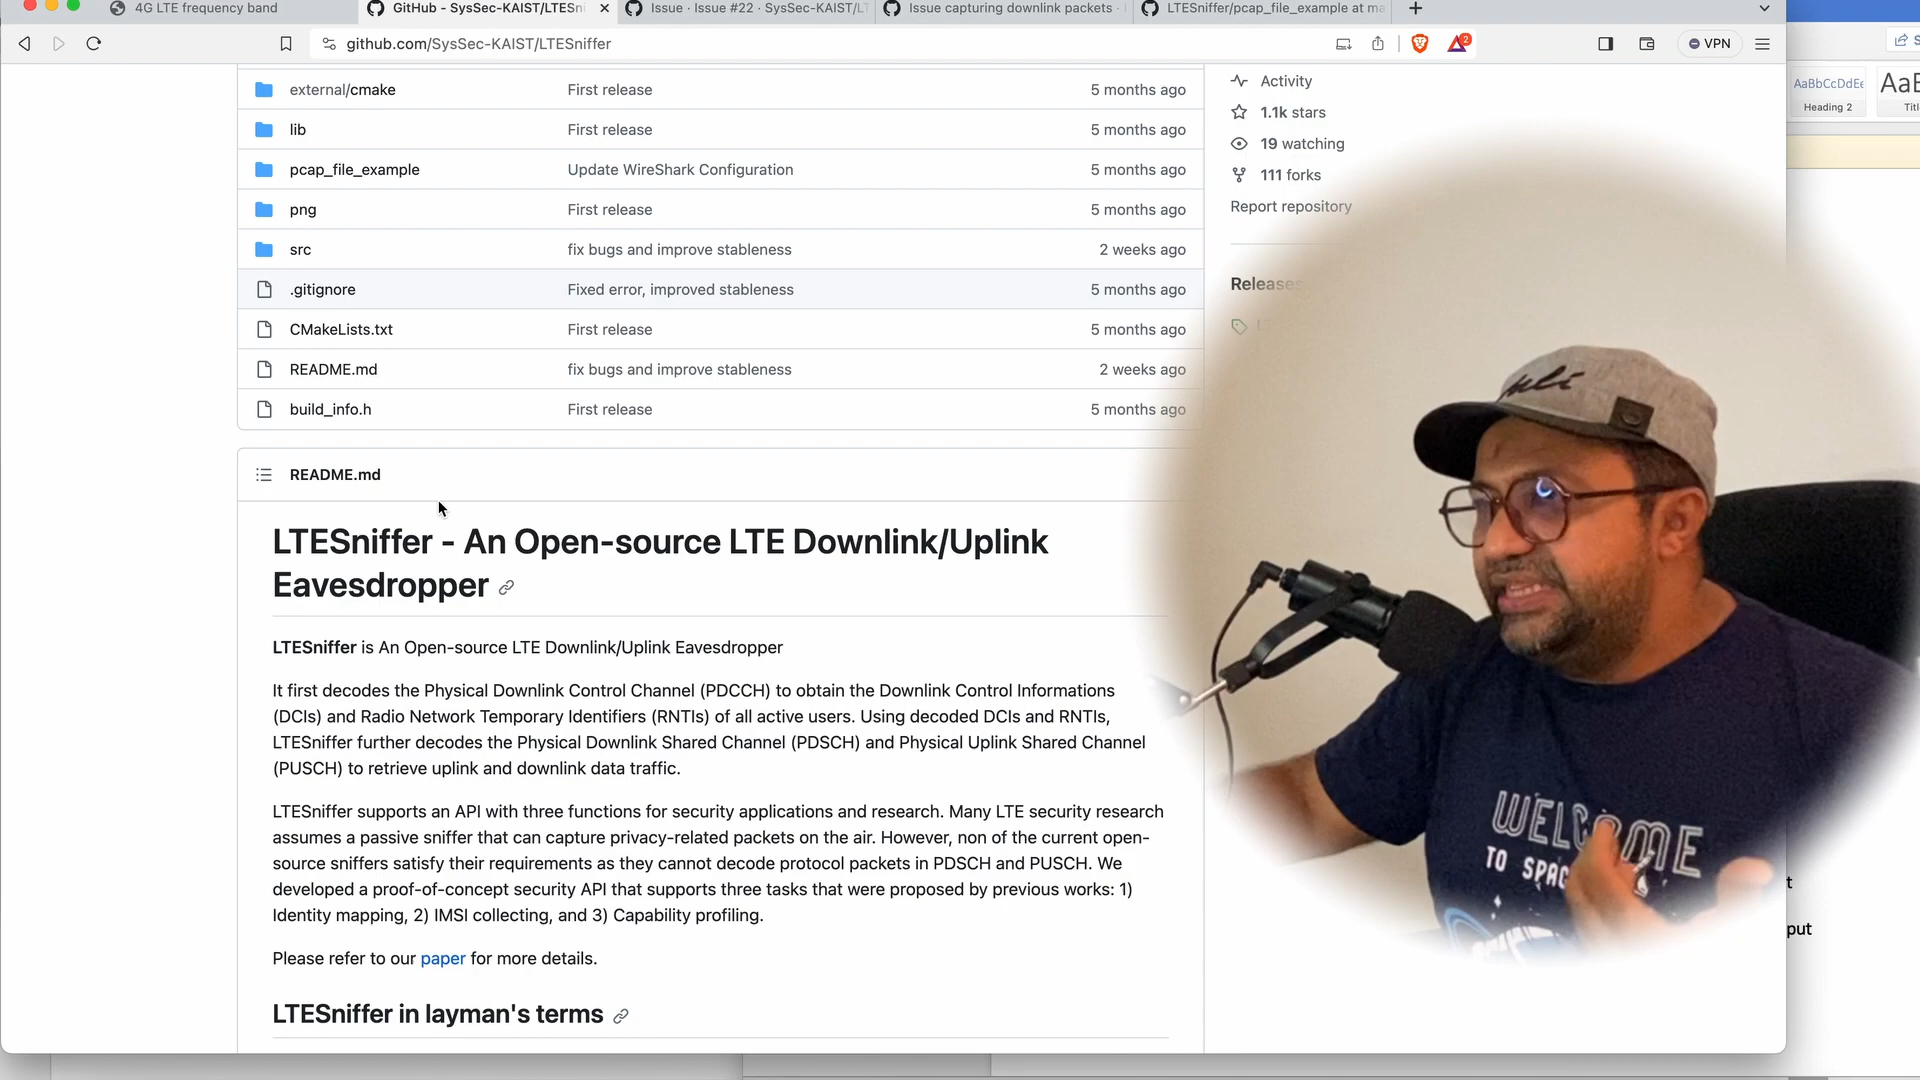 4G LTE frequency band
GitHub - SysSec-KAIST/LTESni
Issue · Issue #22 · SysSec-KAIST/LT
Issue capturing downlink packets ·
LTESniffer/pcap_file_example at ma
github.com/SysSec-KAIST/LTESniffer
2
VPN
AaBbCcDdEe
Heading 2
external/cmake First release 5 months ago
lib First release 5 months ago
pcap_file_example Update WireShark Configuration 5 months ago
png First release 5 months ago
src fix bugs and improve stableness 2 weeks ago
.gitignore Fixed error, improved stableness 5 months ago
CMakeLists.txt First release 5 months ago
README.md fix bugs and improve stableness 2 weeks ago
build_info.h First release 5 months ago
Activity
1.1k stars
19 watching
111 forks
Report repository
Releases
README.md
LTESniffer - An Open-source LTE Downlink/Uplink
Eavesdropper
LTESniffer is An Open-source LTE Downlink/Uplink Eavesdropper
It first decodes the Physical Downlink Control Channel (PDCCH) to obtain the Downlink Control Informations
(DCIs) and Radio Network Temporary Identifiers (RNTIs) of all active users. Using decoded DCIs and RNTIs,
LTESniffer further decodes the Physical Downlink Shared Channel (PDSCH) and Physical Uplink Shared Channel
(PUSCH) to retrieve uplink and downlink data traffic.
LTESniffer supports an API with three functions for security applications and research. Many LTE security research
assumes a passive sniffer that can capture privacy-related packets on the air. However, non of the current open-
source sniffers satisfy their requirements as they cannot decode protocol packets in PDSCH and PUSCH. We
developed a proof-of-concept security API that supports three tasks that were proposed by previous works: 1)
Identity mapping, 2) IMSI collecting, and 3) Capability profiling.
Please refer to our paper for more details.
LTESniffer in layman's terms
WELCOME
TO SPAC
put